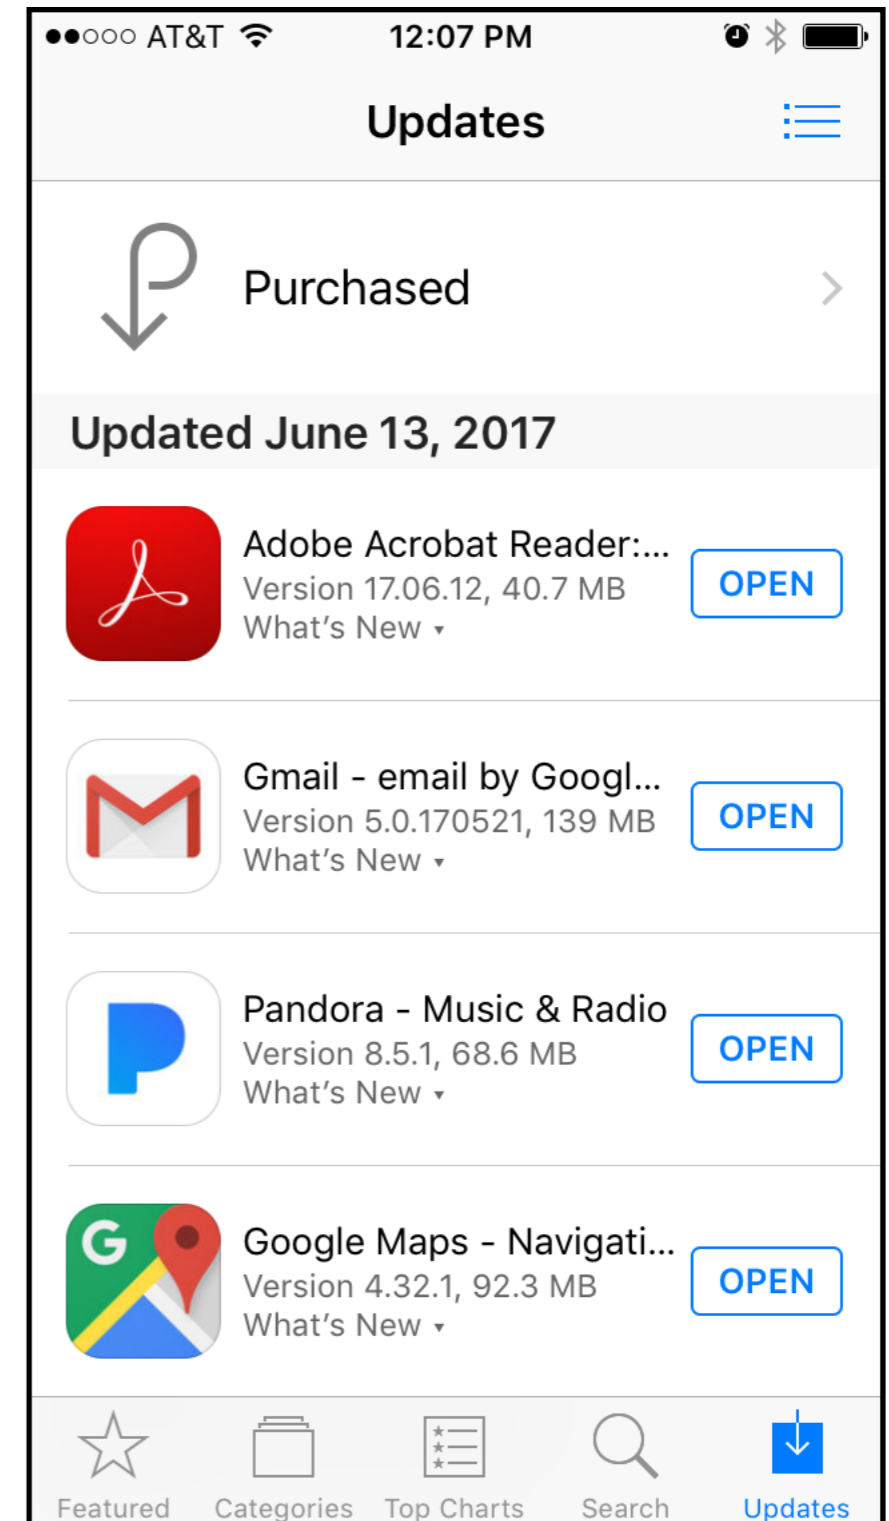 AT&T 12:07 PM
Updates
Purchased
Updated June 13, 2017
Adobe Acrobat Reader:...
Version 17.06.12, 40.7 MB
What's New ▾
OPEN
Gmail - email by Googl...
Version 5.0.170521, 139 MB
What's New ▾
OPEN
Pandora - Music & Radio
Version 8.5.1, 68.6 MB
What's New ▾
OPEN
G
Google Maps - Navigati...
Version 4.32.1, 92.3 MB
What's New ▾
OPEN
Featured Categories Top Charts Search Updates